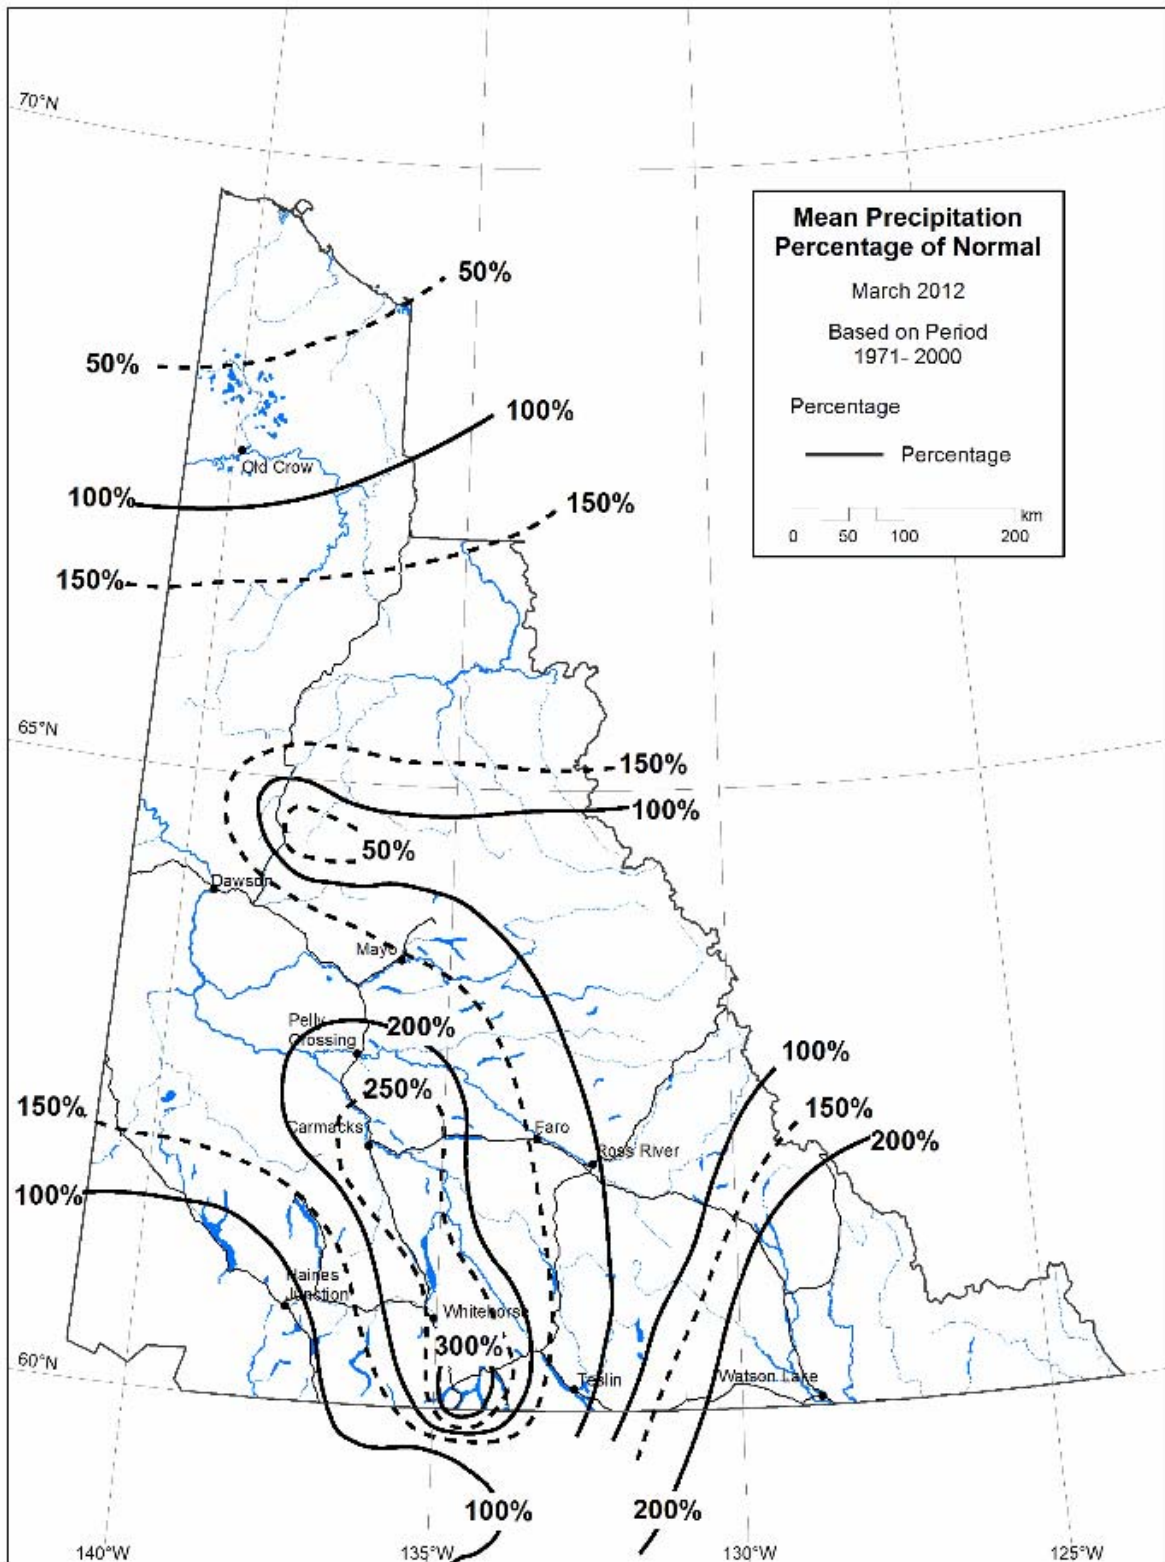 70°N
Mean Precipitation
Percentage of Normal
March 2012
Based on Period
1971- 2000
Percentage
Percentage
km
0 50 100 200
50%
50%
100%
Old Crow
100%
150%
150%
65°N
150%
100%
50%
Dawson
Mayo
Pelly
Crossing
200%
100%
250%
150%
150%
Carmacks
Faro
200%
Ross River
100%
Haines
Junction
Whitehorse
300%
60°N
Teslin
Watson Lake
100%
200%
140°W
135°W
130°W
125°W